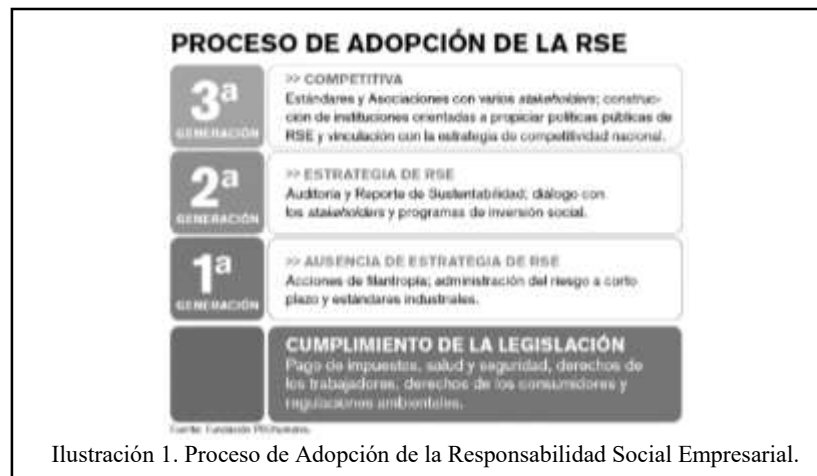 PROCESO DE ADOPCIÓN DE LA RSE
3ª
GENERACIÓN
>> COMPETITIVA
Estándares y Asociaciones con varios stakeholders; construc-
ción de instituciones orientadas a propiciar políticas públicas de
RSE y vinculación con la estrategia de competitividad nacional.
2ª
GENERACIÓN
>> ESTRATEGIA DE RSE
Auditoría y Reporte de Sustentabilidad; diálogo con
los stakeholders y programas de inversión social.
1ª
GENERACIÓN
>> AUSENCIA DE ESTRATEGIA DE RSE
Acciones de filantropía; administración del riesgo a corto
plazo y estándares industriales.
CUMPLIMIENTO DE LA LEGISLACIÓN
Pago de impuestos, salud y seguridad, derechos de
los trabajadores, derechos de los consumidores y
regulaciones ambientales.
Fuente: Fundación PROhumana.
Ilustración 1. Proceso de Adopción de la Responsabilidad Social Empresarial.